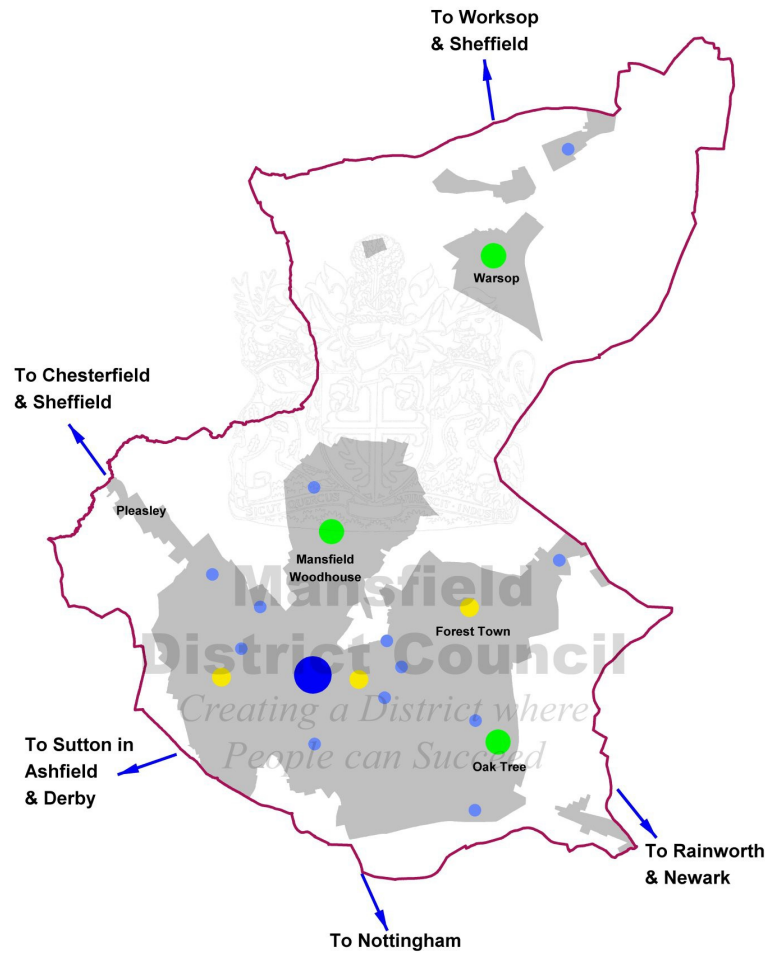 To Worksop
& Sheffield
Warsop
To Chesterfield
& Sheffield
Pleasley
Mansfield
Woodhouse
Mansfield
Forest Town
District Council
Creating a District where
People can Succeed
To Sutton in
Ashfield
& Derby
Oak Tree
To Rainworth
& Newark
To Nottingham